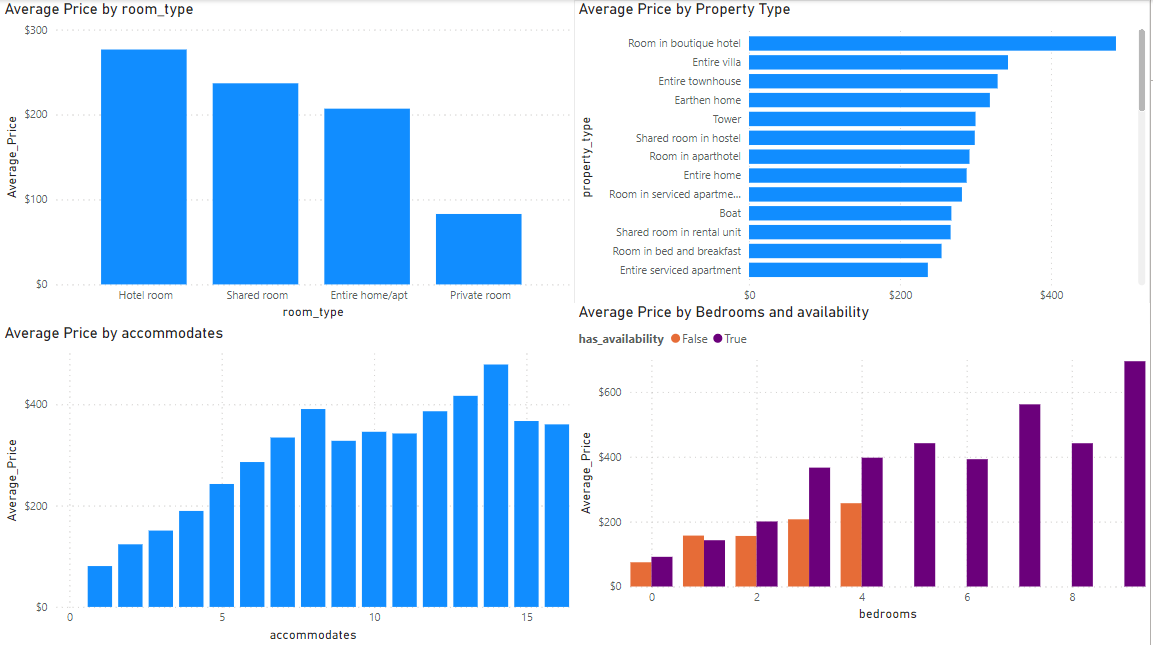 Average Price by room_type
Average_Price
$300
$200
$100
$0
Hotel room Shared room Entire home/apt Private room
room_type
Average Price by Property Type
property_type
Room in boutique hotel
Entire villa
Entire townhouse
Earthen home
Tower
Shared room in hostel
Room in aparthotel
Entire home
Room in serviced apartme...
Boat
Shared room in rental unit
Room in bed and breakfast
Entire serviced apartment
$0 $200 $400
Average Price by accommodates
Average_Price
$400
$200
$0
0 5 10 15
accommodates
Average Price by Bedrooms and availability
has_availability False True
Average_Price
$600
$400
$200
$0
0 2 4 6 8
bedrooms